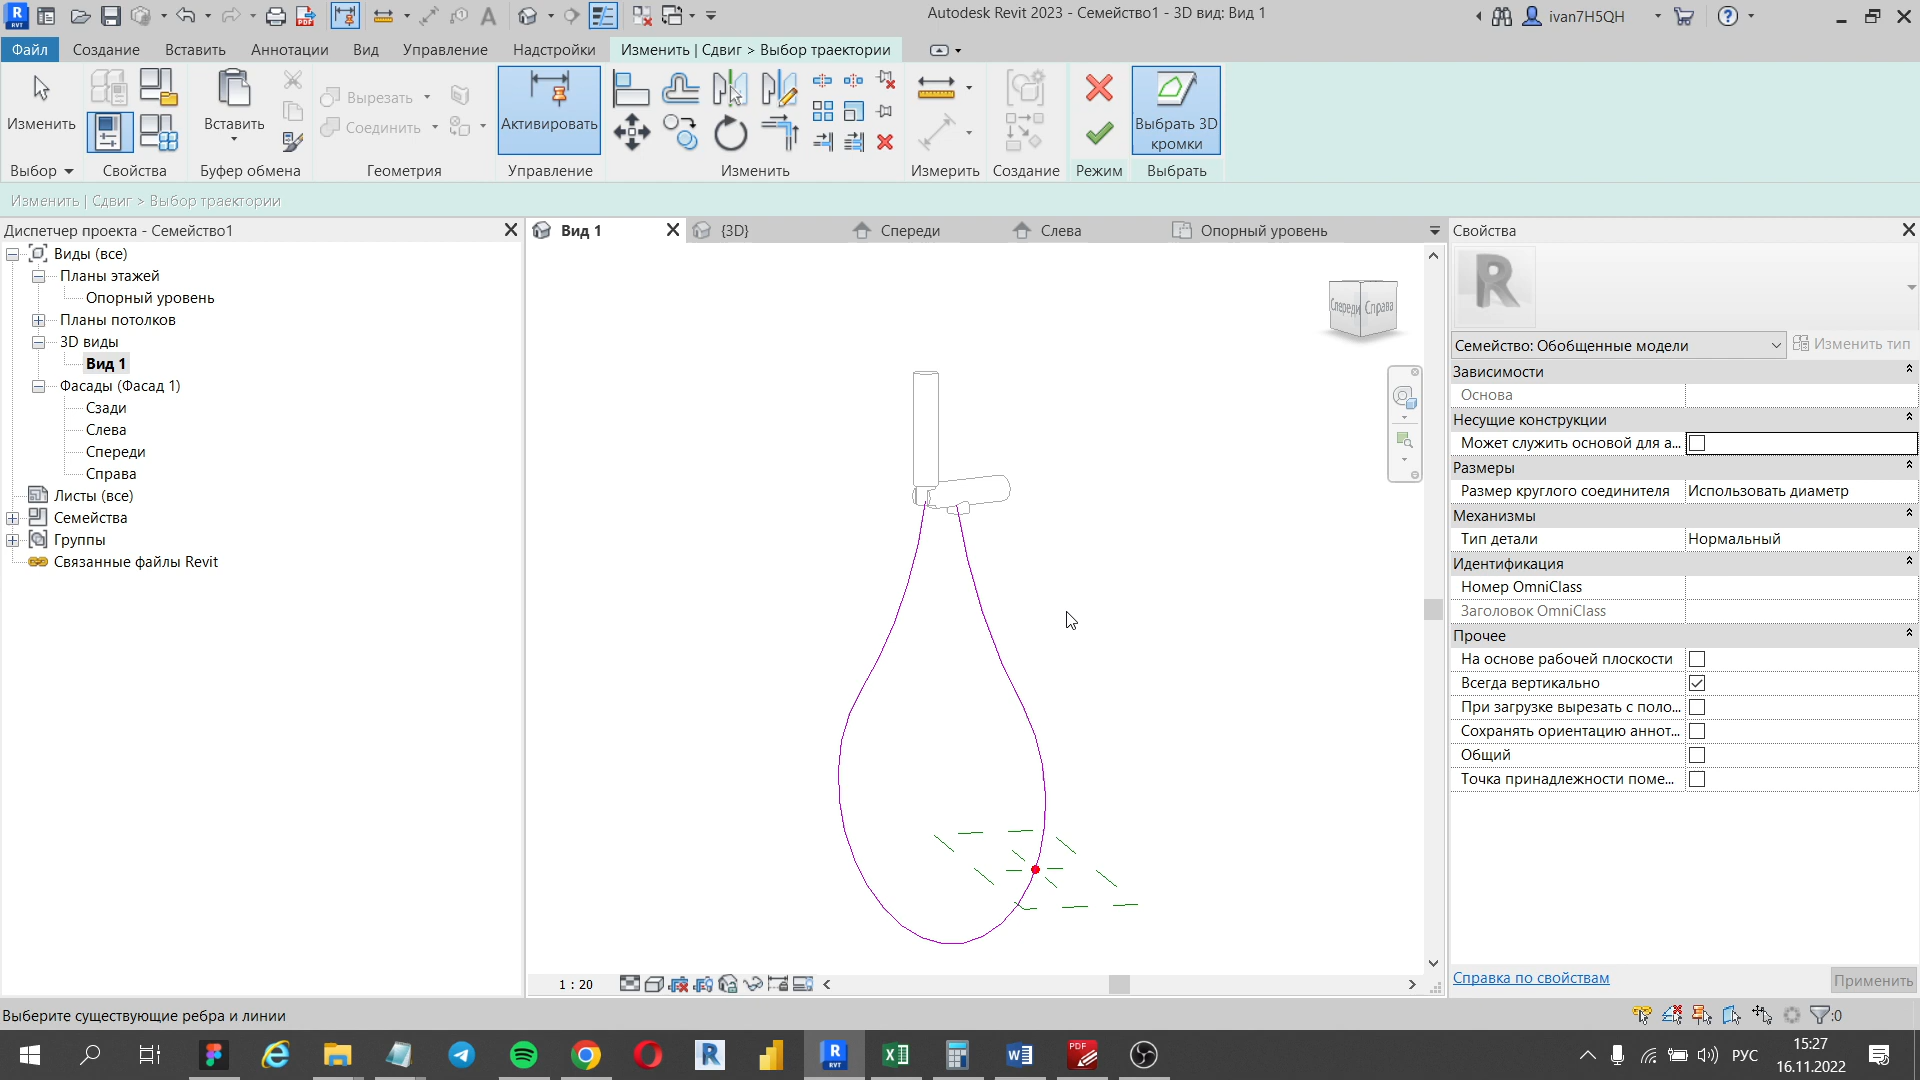 Autodesk Revit 2023 - Семейство1 - 3D вид: Вид 1
ivan7H5QH
Файл
Создание
Вставить
Аннотации
Вид
Управление
Надстройки
Изменить | Сдвиг > Выбор траектории
Изменить
Вставить
Вырезать
Соединить
Активировать
Выбрать 3D
кромки
Выбор
Свойства
Буфер обмена
Геометрия
Управление
Изменить
Измерить
Создание
Режим
Выбрать
Изменить | Сдвиг > Выбор траектории
Диспетчер проекта - Семейство1
Виды (все)
Планы этажей
Опорный уровень
Планы потолков
3D виды
Вид 1
Фасады (Фасад 1)
Сзади
Слева
Спереди
Справа
Листы (все)
Семейства
Группы
Связанные файлы Revit
Вид 1
{3D}
Спереди
Слева
Опорный уровень
Спереди
Справа
1 : 20
Свойства
Семейство: Обобщенные модели
Изменить тип
Зависимости
Основа
Несущие конструкции
Может служить основой для а...
Размеры
Размер круглого соединителя
Использовать диаметр
Механизмы
Тип детали
Нормальный
Идентификация
Номер OmniClass
Заголовок OmniClass
Прочее
На основе рабочей плоскости
Всегда вертикально
При загрузке вырезать с поло...
Сохранять ориентацию аннот...
Общий
Точка принадлежности поме...
Справка по свойствам
Применить
Выберите существующие ребра и линии
:0
РУС
15:27
16.11.2022